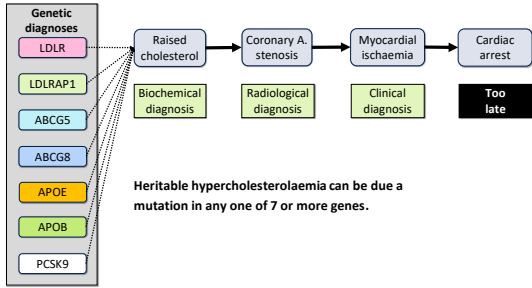 Genetic
diagnoses
LDLR
LDLRAP1
ABCG5
ABCG8
APOE
APOB
PCSK9
Raised
cholesterol
Coronary A.
stenosis
Myocardial
ischaemia
Cardiac
arrest
Biochemical
diagnosis
Radiological
diagnosis
Clinical
diagnosis
Too
late
Heritable hypercholesterolaemia can be due a
mutation in any one of 7 or more genes.